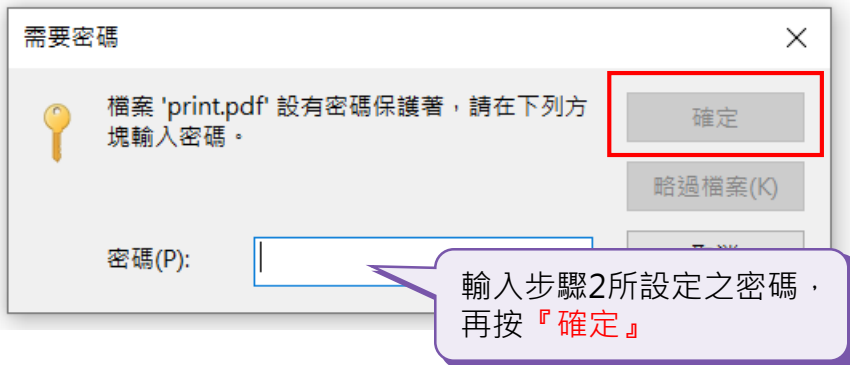 需要密碼
檔案 'print.pdf' 設有密碼保護著，請在下列方
塊輸入密碼。
確定
略過檔案(K)
密碼(P):
輸入步驟2所設定之密碼，
再按『確定』